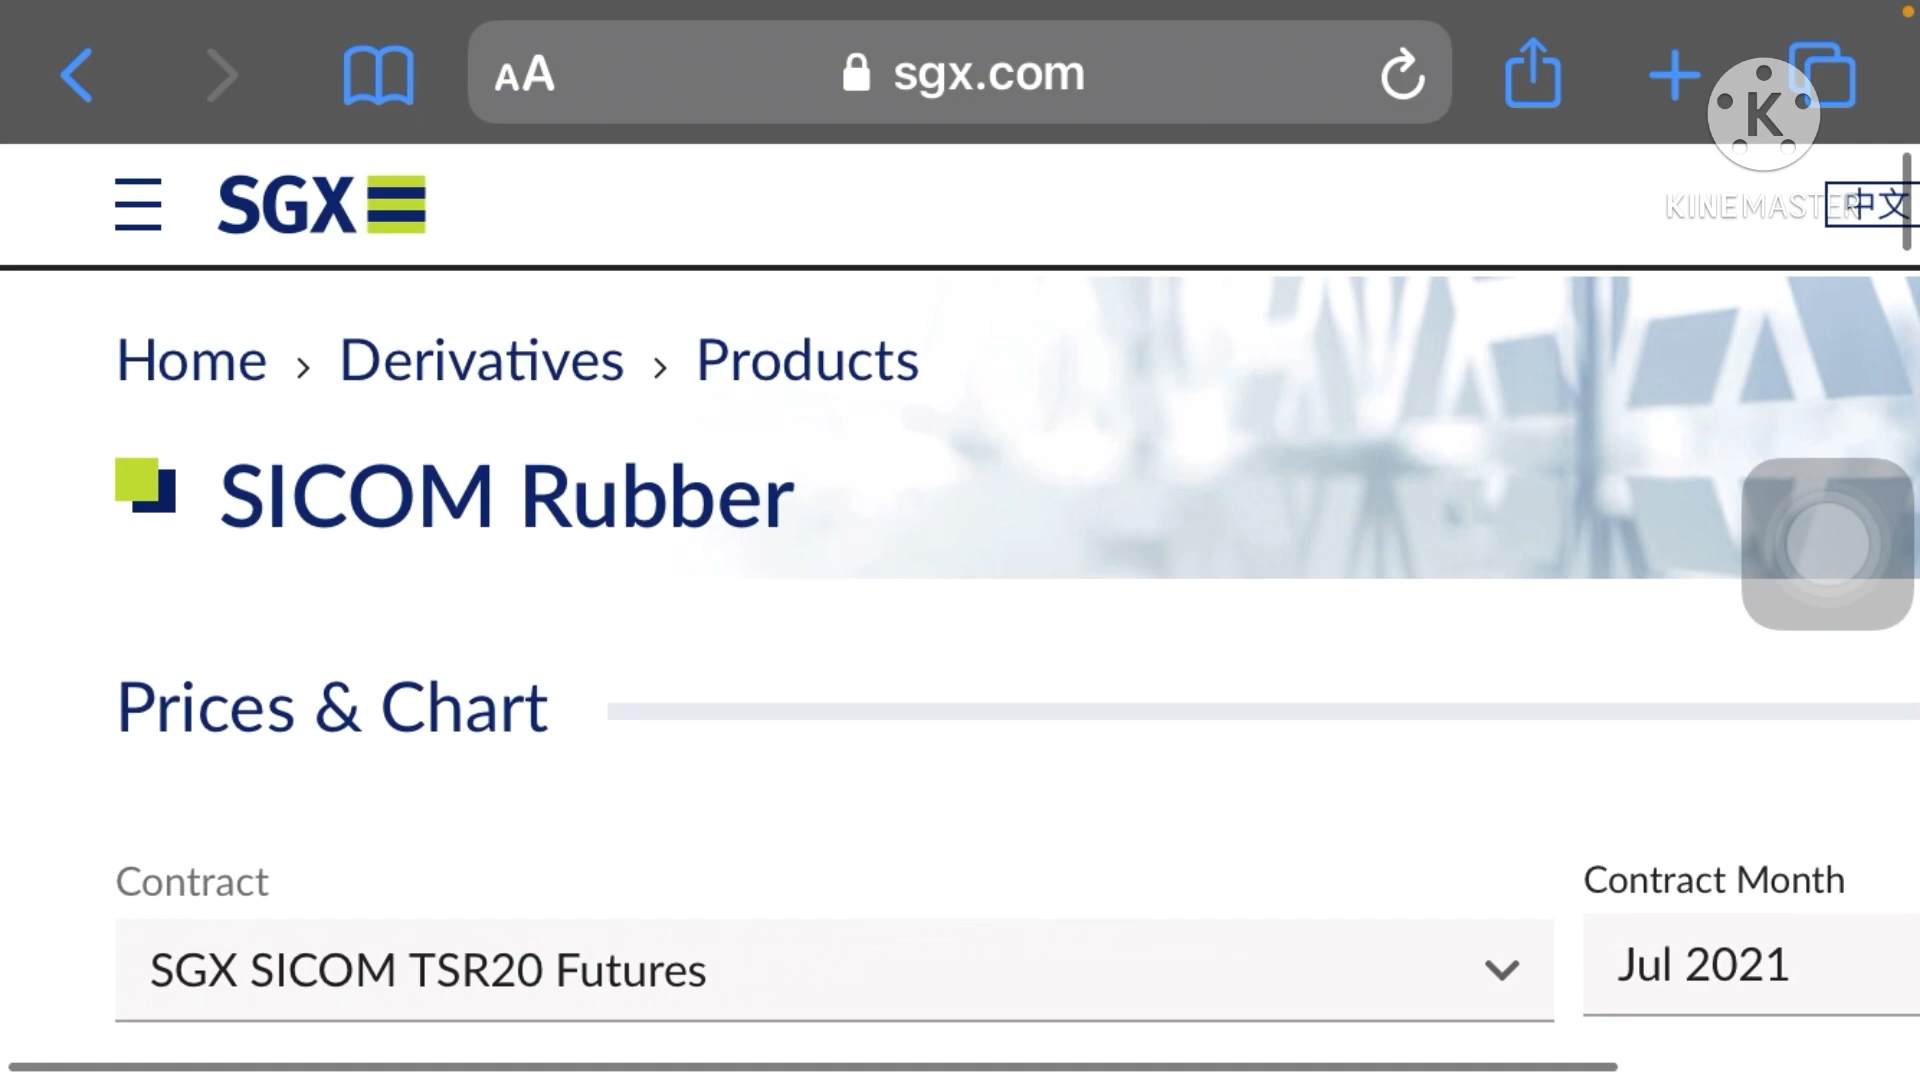 AA sgx.com
K
KINEMASTER
SGX
中文
Home › Derivatives › Products
SICOM Rubber
Prices & Chart
Contract
Contract Month
SGX SICOM TSR20 Futures
Jul 2021